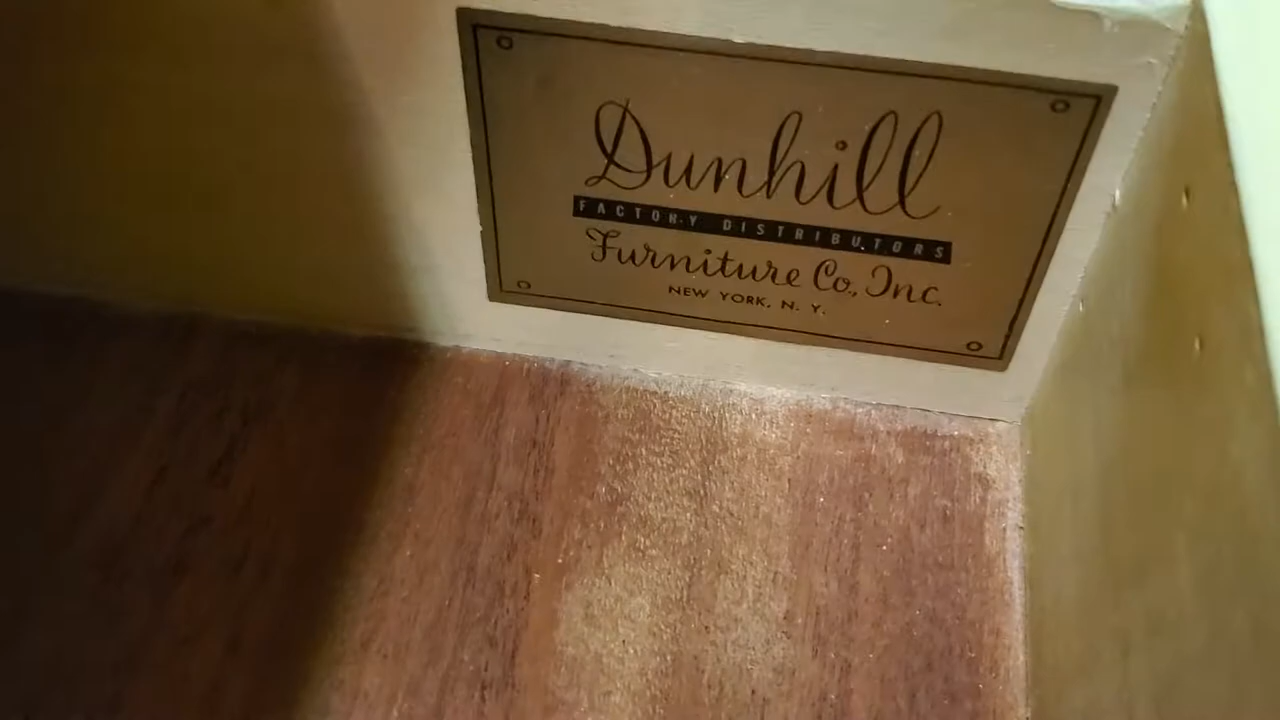 Dunhill
FACTORY DISTRIBUTORS
Furniture Co., Inc.
NEW YORK, N. Y.